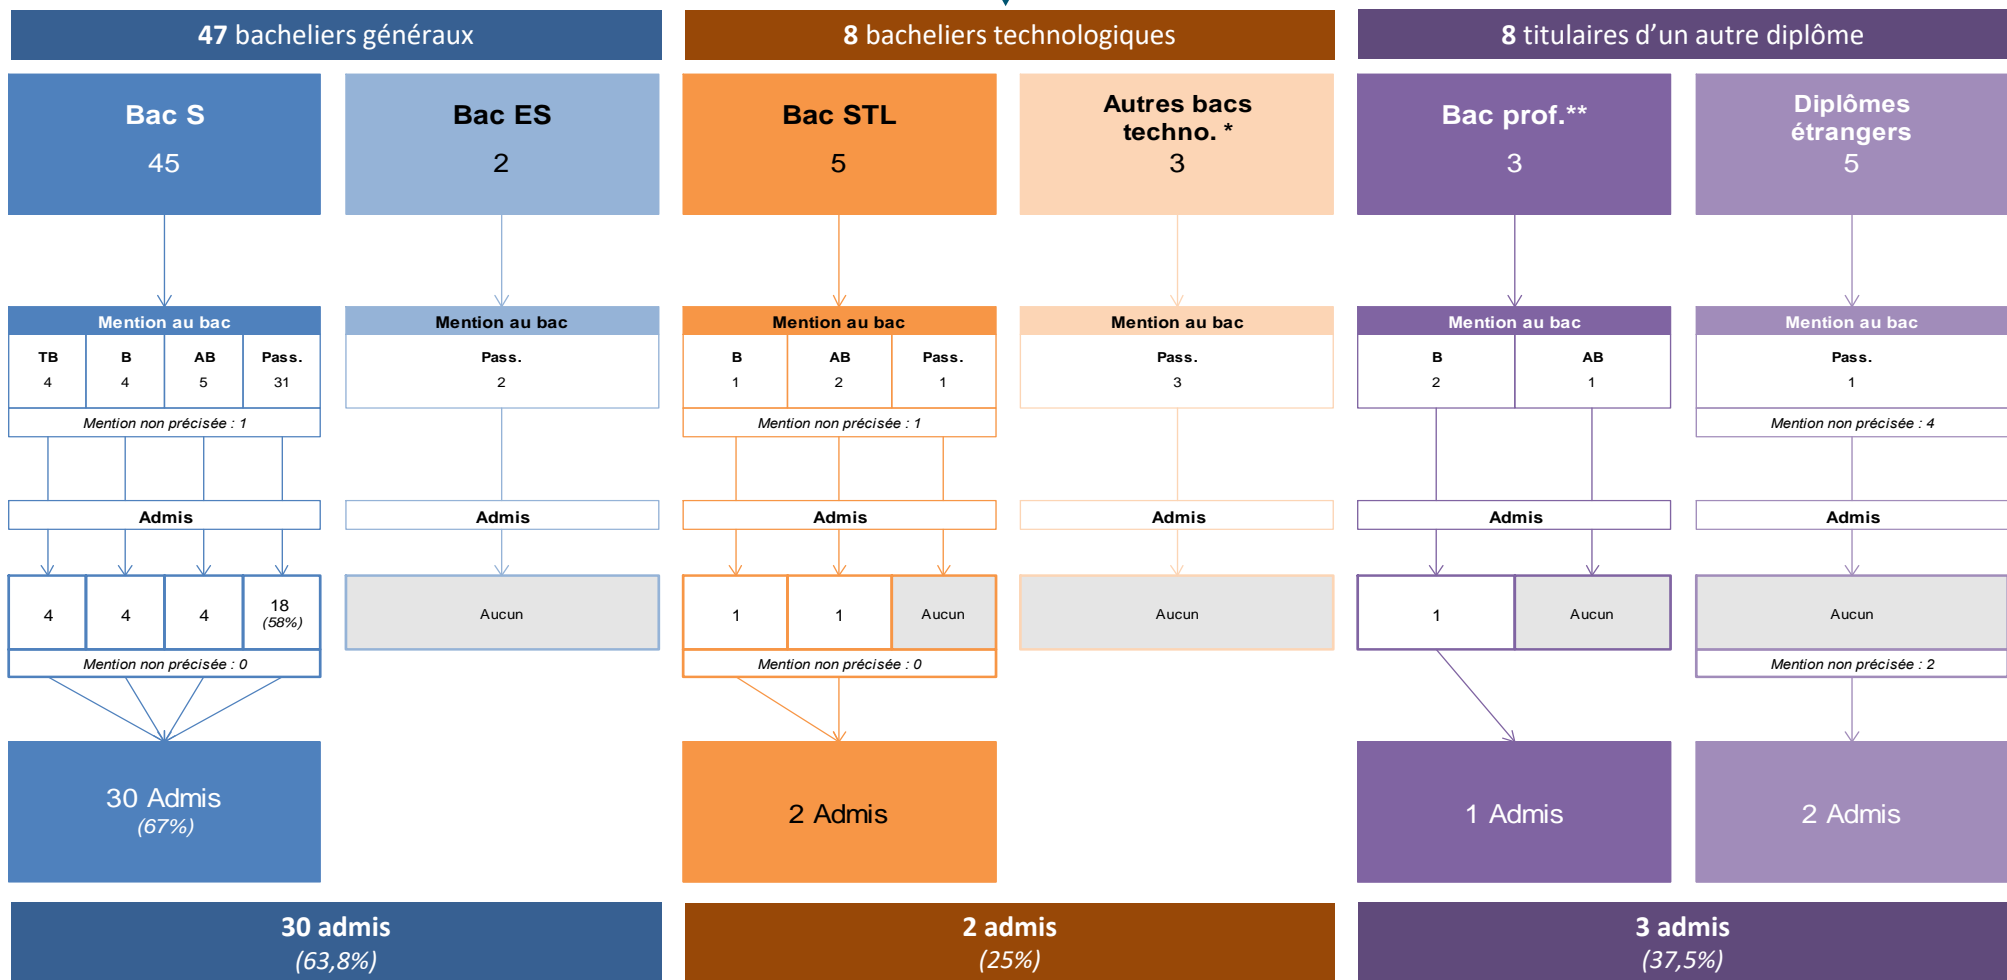 47 bacheliers généraux
8 bacheliers technologiques
8 titulaires d'un autre diplôme
Bac S
45
Bac ES
2
Bac STL
5
Autres bacs
techno. *
3
Bac prof.**
3
Diplômes
étrangers
5
Mention au bac
TB
B
AB
Pass.
4
4
5
31
Mention non précisée : 1
Mention au bac
Pass.
2
Mention au bac
B
AB
Pass.
1
2
1
Mention non précisée : 1
Mention au bac
Pass.
3
Mention au bac
B
AB
2
1
Mention au bac
Pass.
1
Mention non précisée : 4
Admis
Admis
Admis
Admis
Admis
Admis
4
4
4
18
(58%)
Mention non précisée : 0
Aucun
1
1
Aucun
Mention non précisée : 0
Aucun
1
Aucun
Aucun
Mention non précisée : 2
30 Admis
(67%)
2 Admis
1 Admis
2 Admis
30 admis
(63,8%)
2 admis
(25%)
3 admis
(37,5%)